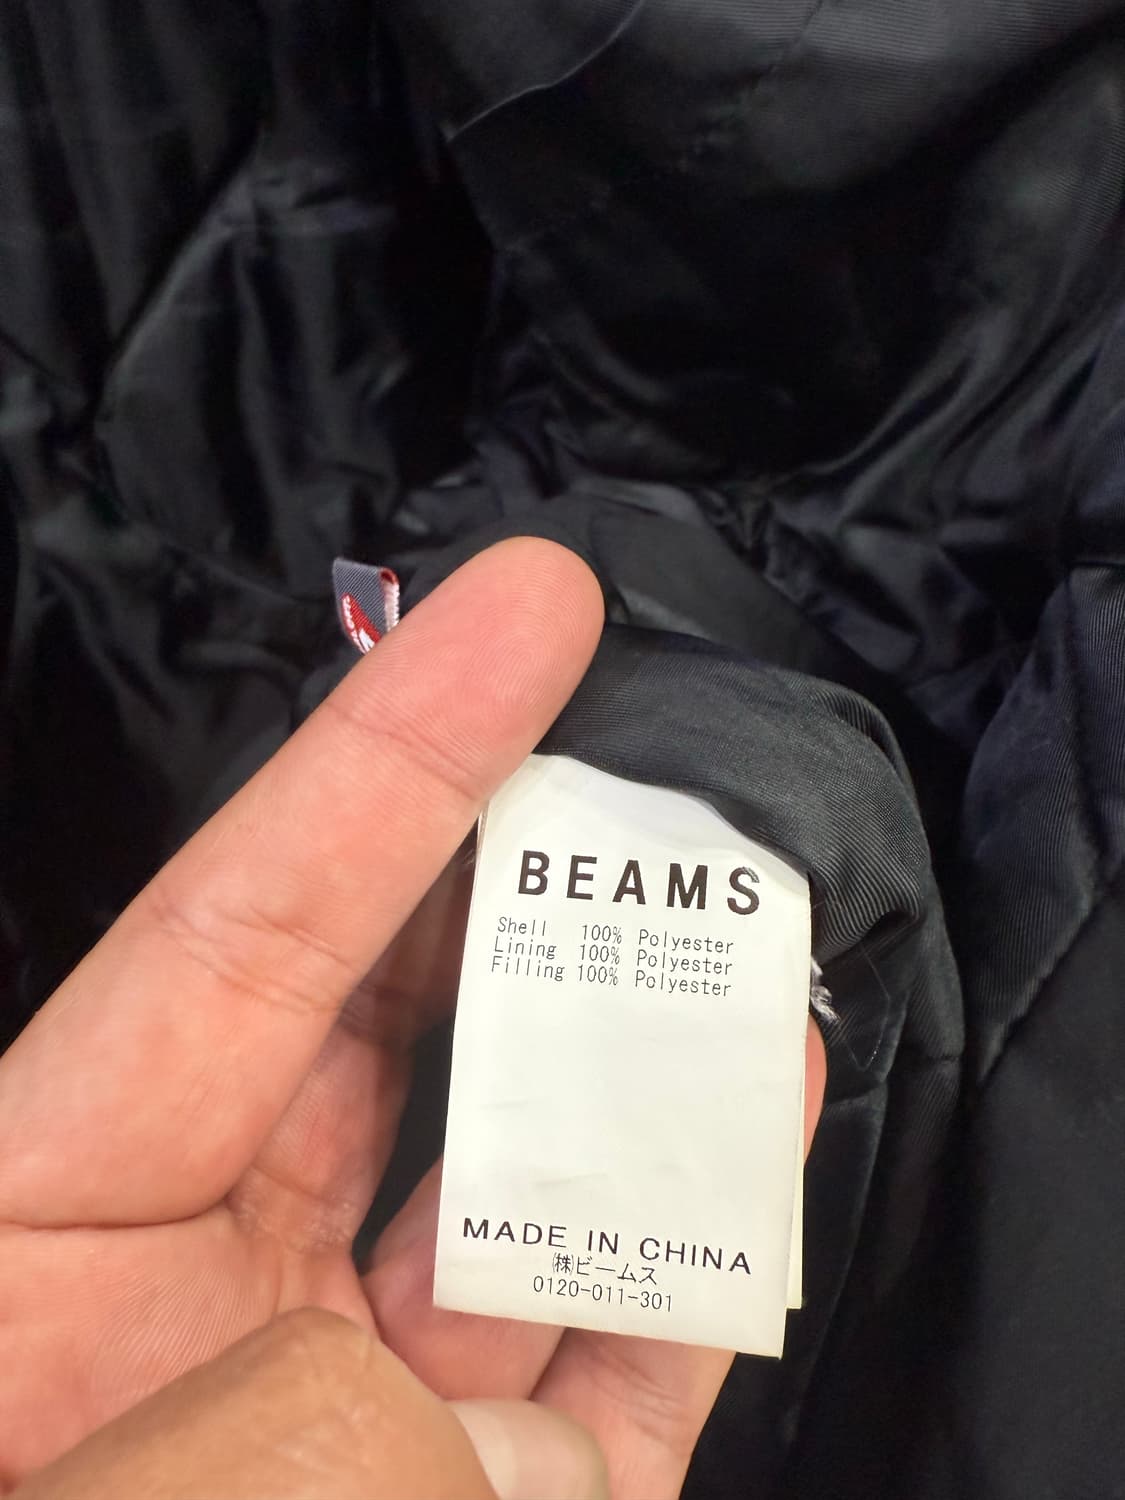 BEAMS
Shell 100% Polyester
Lining 100% Polyester
Filling 100% Polyester
MADE IN CHINA
㈱ビームス
0120-011-301